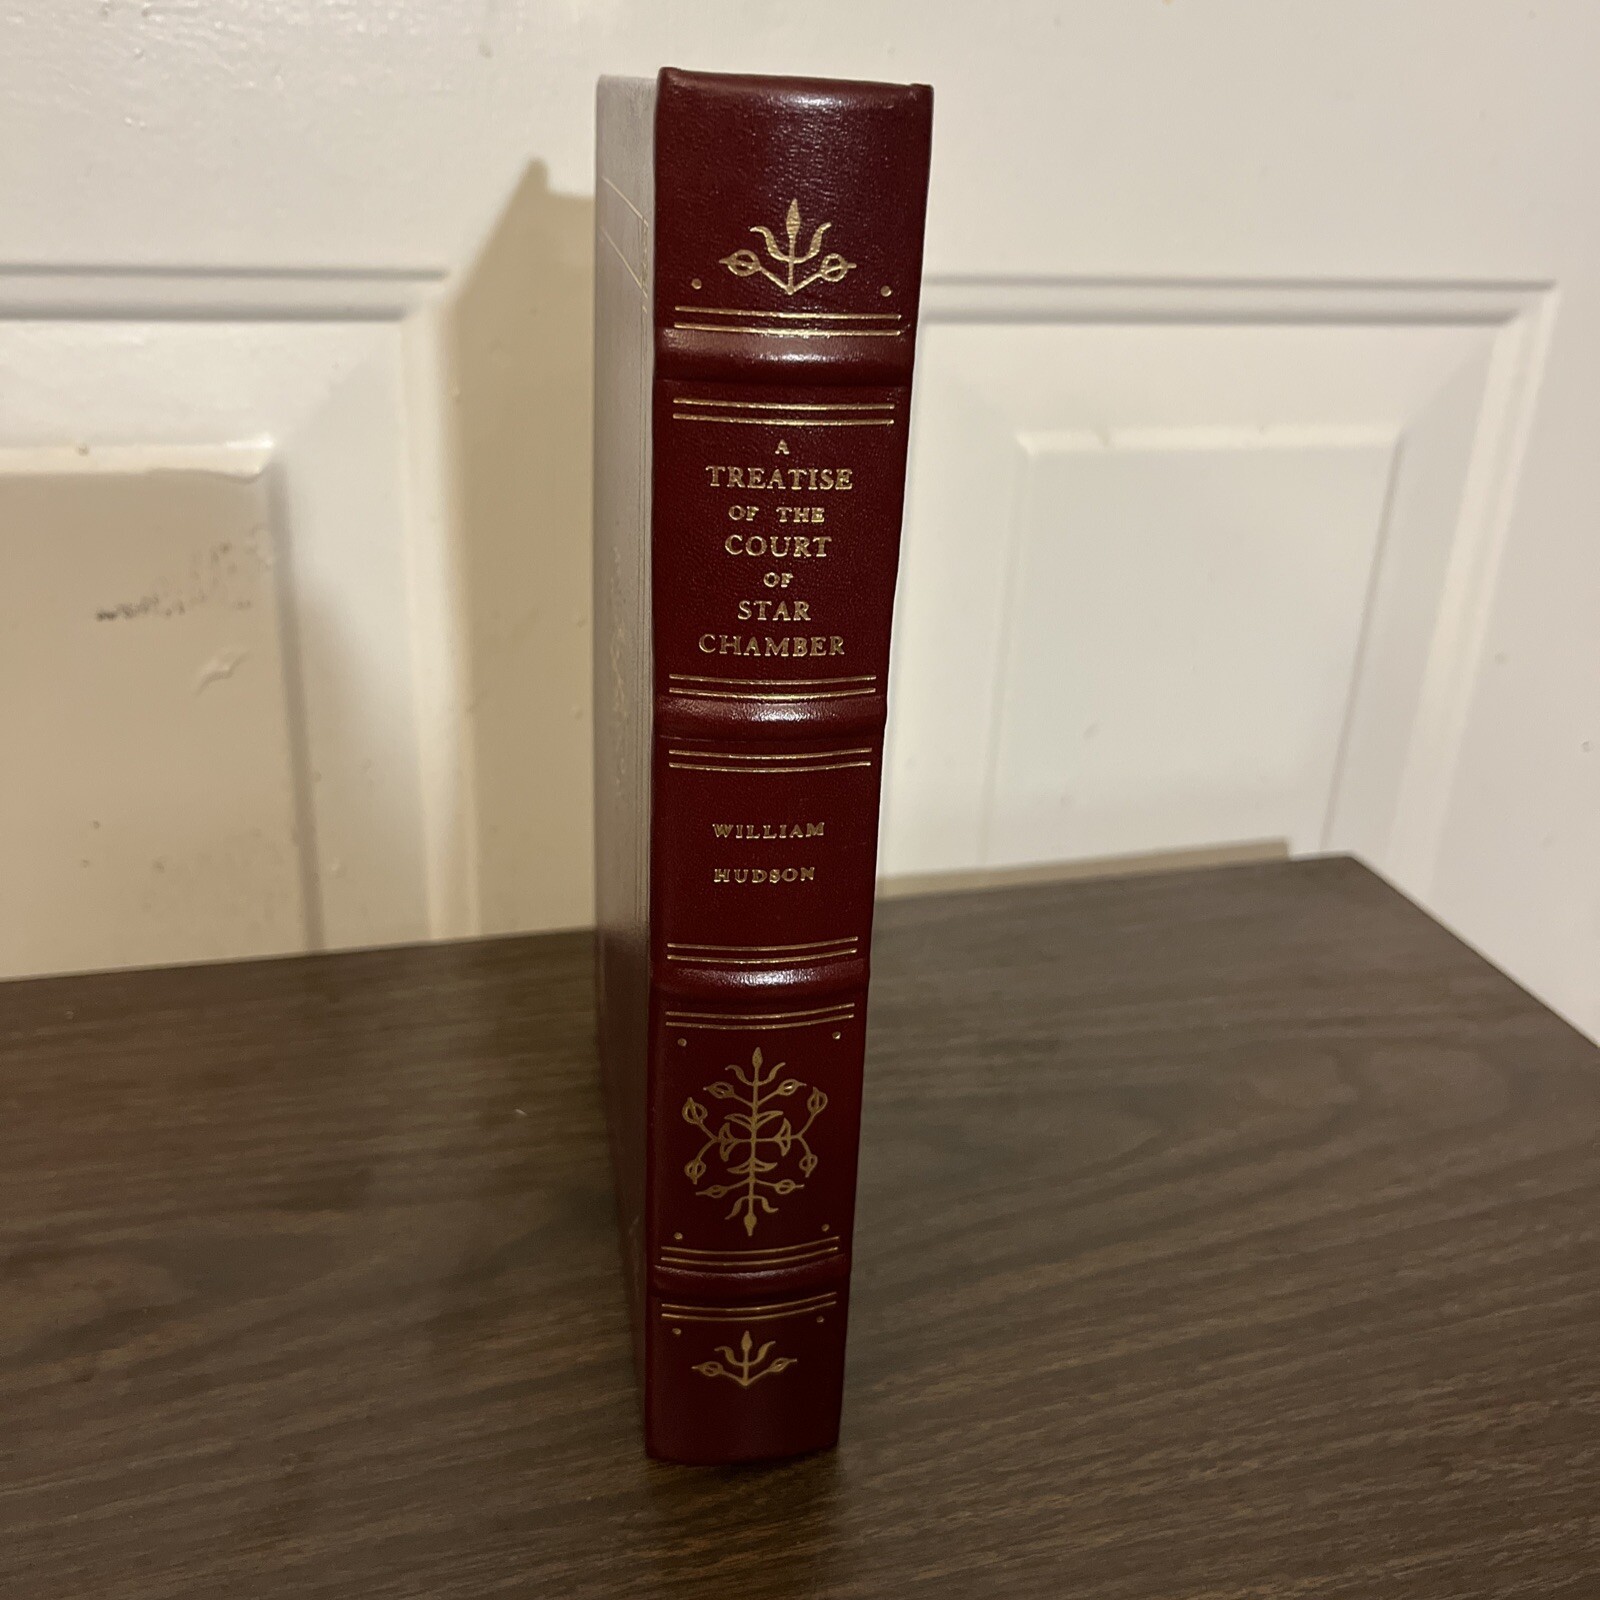 A
TREATISE
OF THE
COURT
OF
STAR
CHAMBER
WILLIAM
HUDSON